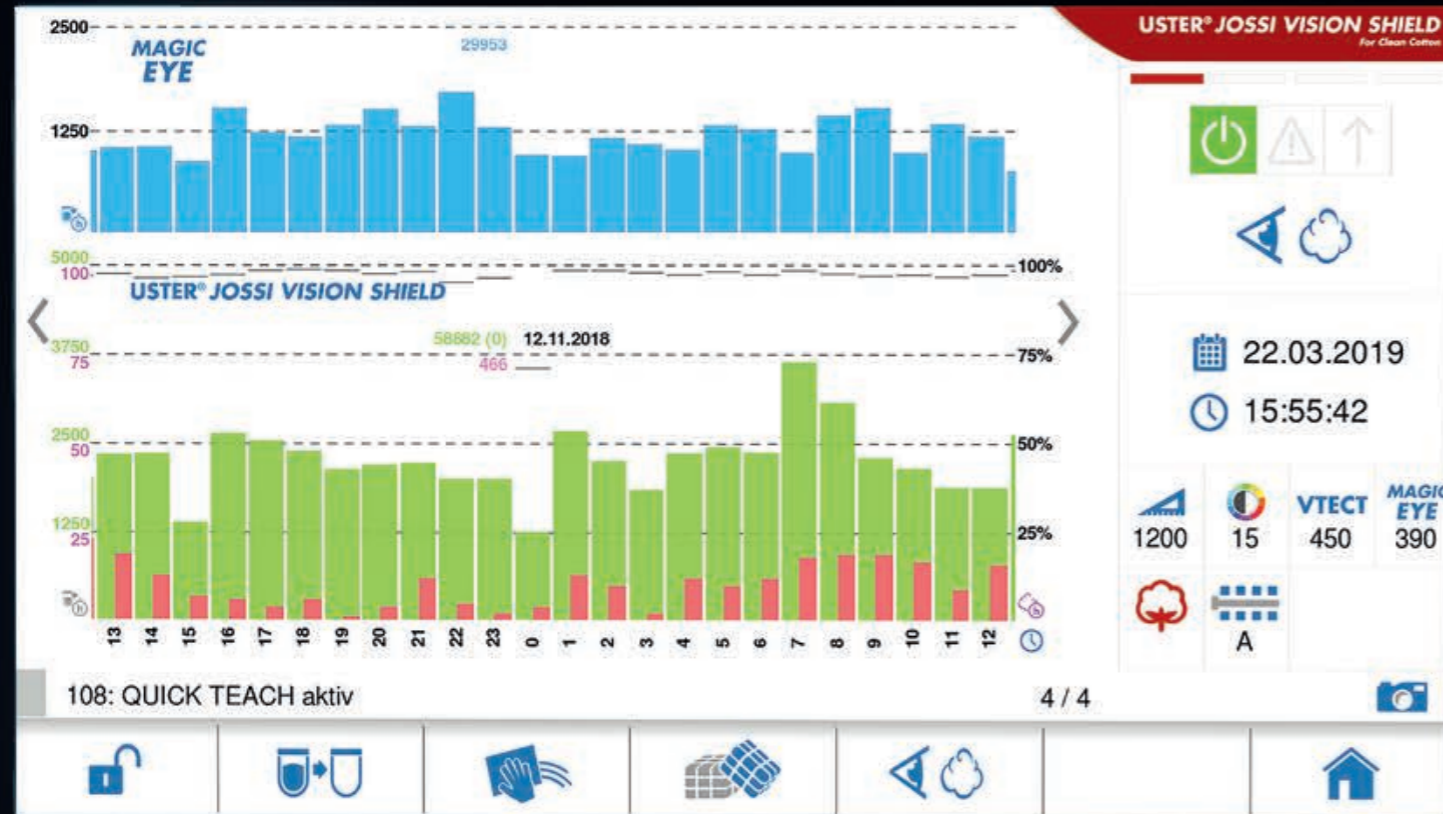 USTER® JOSSI VISION SHIELD
For Clean Cotton
2500
MAGIC
EYE
29953
1250
5000
100
100%
USTER® JOSSI VISION SHIELD
58682 (0) 12.11.2018
3750
75
466
75%
2500
50
50%
1250
25
25%
13 14 15 16 17 18 19 20 21 22 23 0 1 2 3 4 5 6 7 8 9 10 11 12
22.03.2019
15:55:42
VTECT
MAGIC
EYE
1200 15 450 390
A
108: QUICK TEACH aktiv 4 / 4